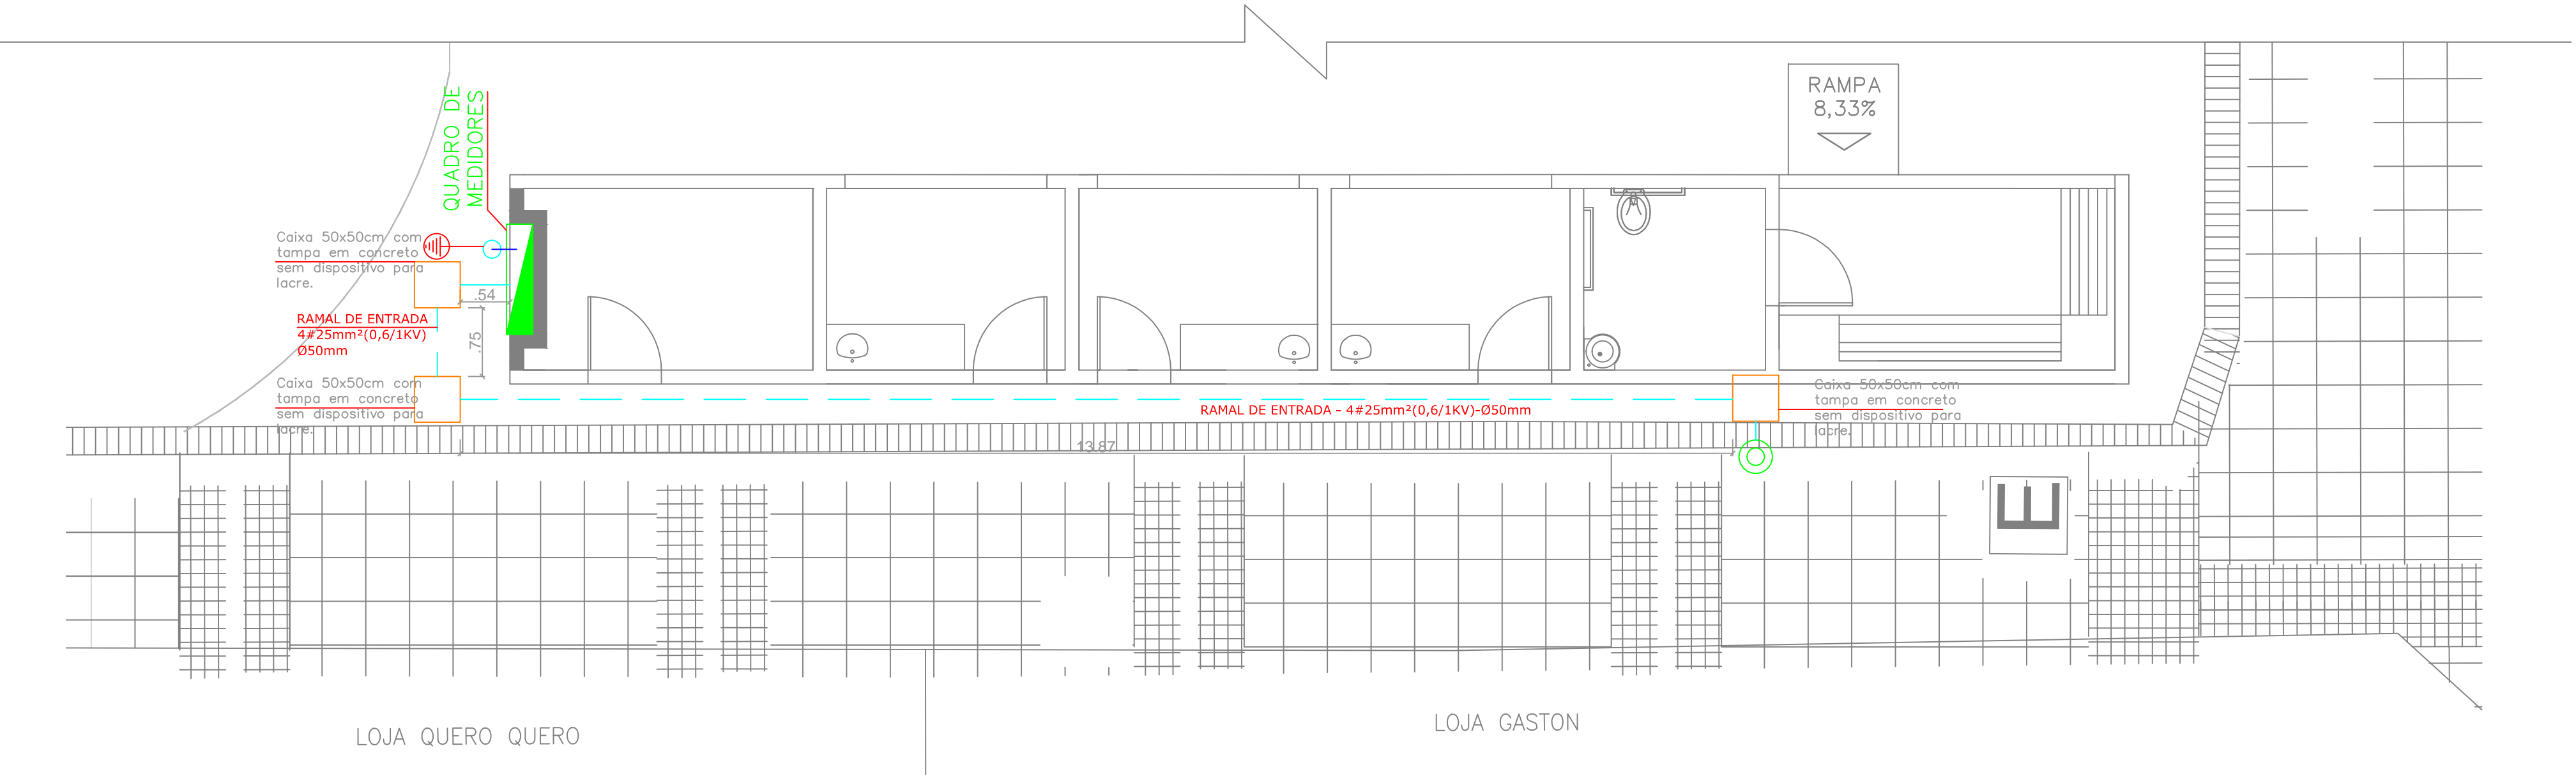 RAMPA
8,33%
QUADRO DE
MEDIDORES
Caixa 50x50cm com
tampa em concreto
sem dispositivo para
lacre.
.54
RAMAL DE ENTRADA
4#25mm²(0,6/1KV)
Ø50mm
.75
Caixa 50x50cm com
tampa em concreto
sem dispositivo para
lacre.
RAMAL DE ENTRADA - 4#25mm²(0,6/1KV)-Ø50mm
Caixa 50x50cm com
tampa em concreto
sem dispositivo para
lacre.
13.87
E
LOJA QUERO QUERO
LOJA GASTON